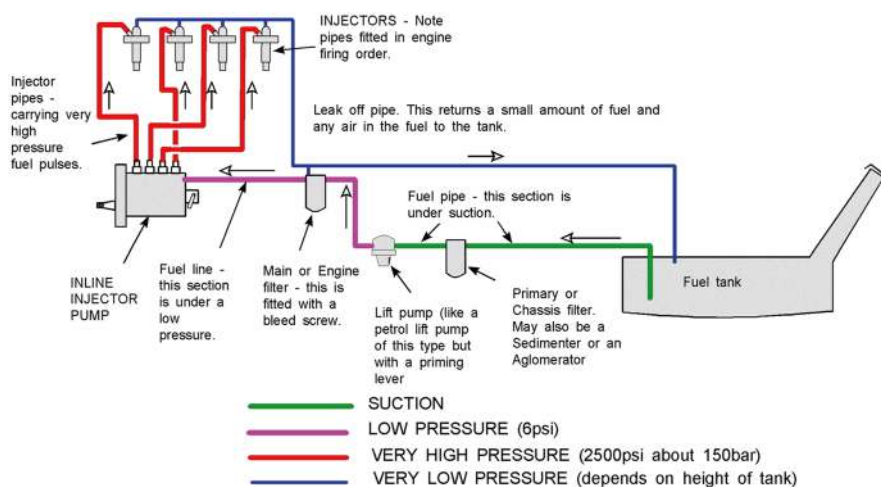 INJECTORS - Note
pipes fitted in engine
firing order.
Injector
pipes -
carrying very
high
pressure
fuel pulses.
Leak off pipe. This returns a small amount of fuel and
any air in the fuel to the tank.
Fuel pipe - this section is
under suction.
Fuel tank
INLINE
INJECTOR
PUMP
Fuel line -
this section
is under a
low
pressure.
Main or Engine
filter - this is
fitted with a
bleed screw.
Lift pump (like a
petrol lift pump
of this type but
with a priming
lever
Primary or
Chassis filter.
May also be a
Sedimenter or an
Aglomerator
SUCTION
LOW PRESSURE (6psi)
VERY HIGH PRESSURE (2500psi about 150bar)
VERY LOW PRESSURE (depends on height of tank)